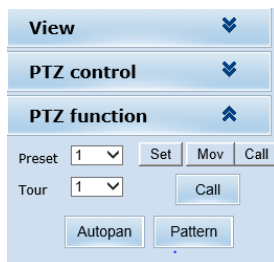 View
PTZ control
PTZ function
Preset 1 Set Mov Call
Tour 1 Call
Autopan Pattern